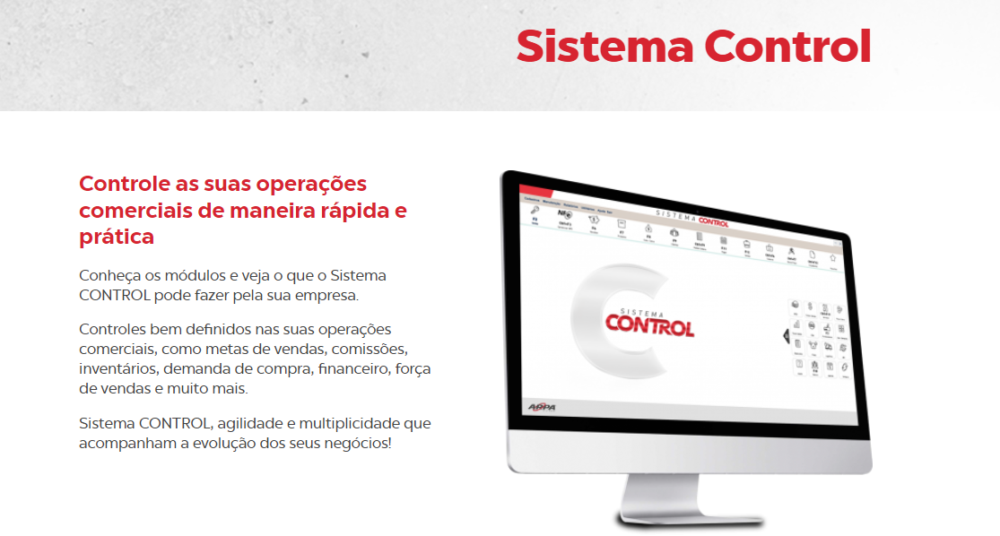 Sistema Control
Controle as suas operações
comerciais de maneira rápida e
prática
Conheça os módulos e veja o que o Sistema
CONTROL pode fazer pela sua empresa.
Controles bem definidos nas suas operações
comerciais, como metas de vendas, comissões,
inventários, demanda de compra, financeiro, força
de vendas e muito mais.
Sistema CONTROL, agilidade e multiplicidade que
acompanham a evolução dos seus negócios!
SISTEMA CONTROL
SISTEMA
CONTROL